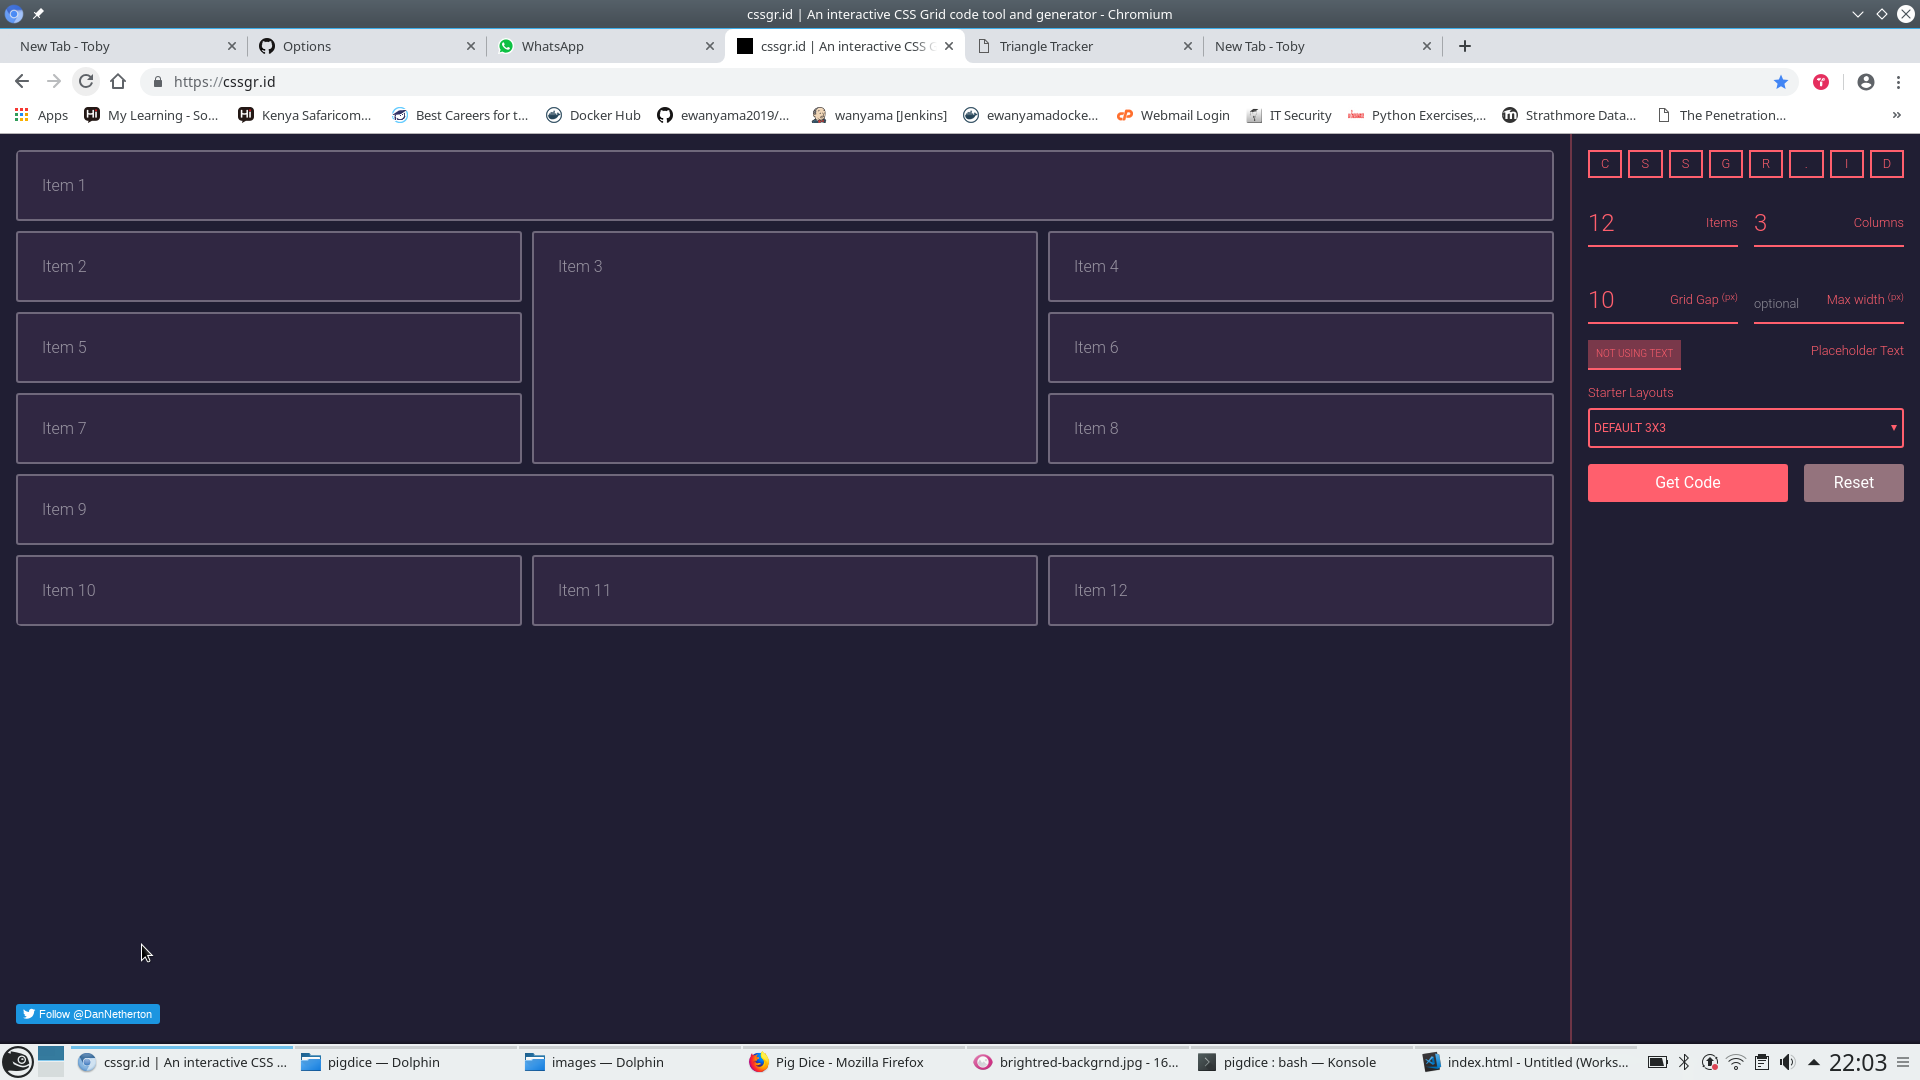 cssgr.id | An interactive CSS Grid code tool and generator - Chromium
New Tab - Toby
Options
WhatsApp
cssgr.id | An interactive CSS G
Triangle Tracker
New Tab - Toby
https://cssgr.id
Apps
My Learning - So...
Kenya Safaricom...
Best Careers for t...
Docker Hub
ewanyama2019/...
wanyama [Jenkins]
ewanyamadocke...
Webmail Login
IT Security
Python Exercises,...
Strathmore Data...
The Penetration...
»
Item 1
Item 2
Item 3
Item 4
Item 5
Item 6
Item 7
Item 8
Item 9
Item 10
Item 11
Item 12
C S S G R . I D
12 Items
3 Columns
10 Grid Gap (px)
optional Max width (px)
NOT USING TEXT
Placeholder Text
Starter Layouts
DEFAULT 3X3
Get Code
Reset
Follow @DanNetherton
cssgr.id | An interactive CSS ...
pigdice — Dolphin
images — Dolphin
Pig Dice - Mozilla Firefox
brightred-backgrnd.jpg - 16...
pigdice : bash — Konsole
index.html - Untitled (Works...
22:03